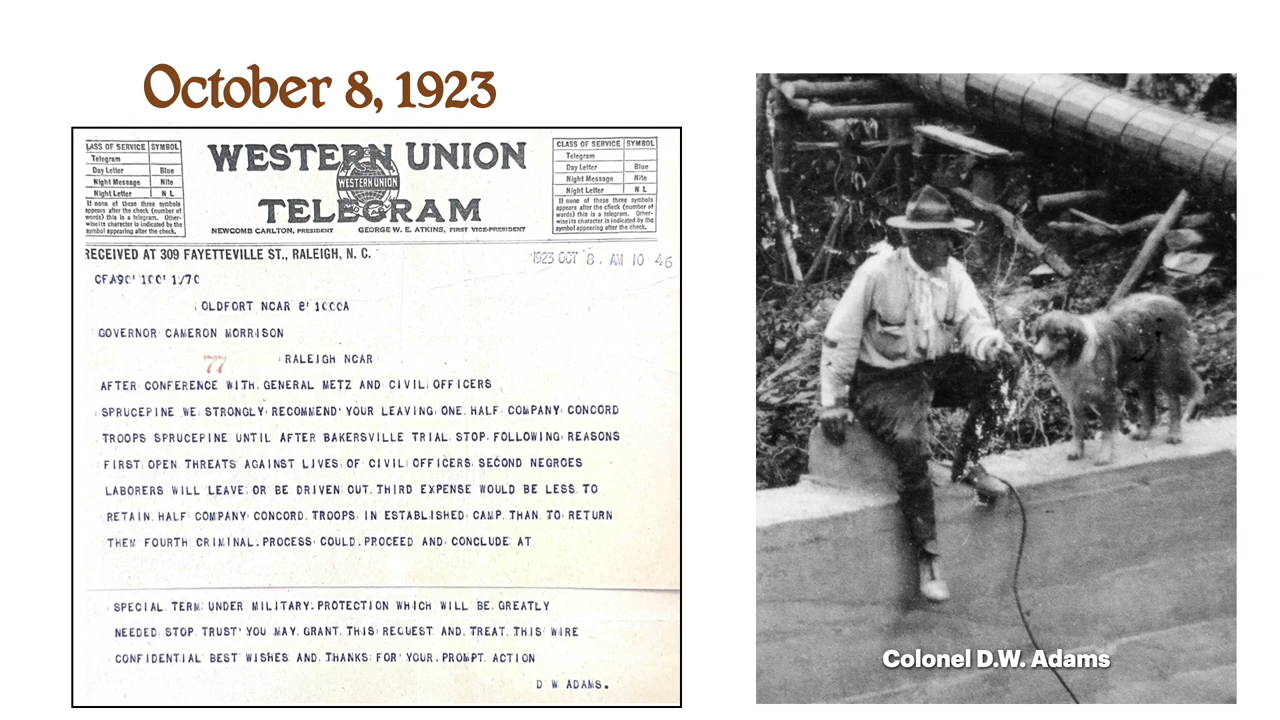 October 8, 1923
CLASS OF SERVICE SYMBOL
Telegram
Day Letter Blue
Night Message Nite
Night Letter N L
If none of these three symbols
appears after the check (number of
words) this is a telegram. Other-
wise its character is indicated by the
symbol appearing after the check.
WESTERN UNION
WESTERN UNION
TELEGRAM
NEWCOMB CARLTON, PRESIDENT GEORGE W. E. ATKINS, FIRST VICE-PRESIDENT
CLASS OF SERVICE SYMBOL
Telegram
Day Letter Blue
Night Message Nite
Night Letter N L
If none of these three symbols
appears after the check (number of
words) this is a telegram. Other-
wise its character is indicated by the
symbol appearing after the check.
RECEIVED AT 309 FAYETTEVILLE ST., RALEIGH, N. C.
1923 OCT 8. AM 10 46
OLDFORT NCAR 8
GOVERNOR CAMERON MORRISON
77 RALEIGH NCAR
AFTER CONFERENCE WITH GENERAL METZ AND CIVIL OFFICERS
SPRUCEPINE WE STRONGLY RECOMMEND YOUR LEAVING ONE HALF COMPANY CONCORD
TROOPS SPRUCEPINE UNTIL AFTER BAKERSVILLE TRIAL STOP FOLLOWING REASONS
FIRST OPEN THREATS AGAINST LIVES OF CIVIL OFFICERS SECOND NEGROES
LABORERS WILL LEAVE OR BE DRIVEN OUT THIRD EXPENSE WOULD BE LESS TO
RETAIN HALF COMPANY CONCORD TROOPS IN ESTABLISHED CAMP THAN TO RETURN
THEM FOURTH CRIMINAL PROCESS COULD PROCEED AND CONCLUDE AT
SPECIAL TERM UNDER MILITARY PROTECTION WHICH WILL BE GREATLY
NEEDED STOP TRUST YOU MAY GRANT THIS REQUEST AND TREAT THIS WIRE
CONFIDENTIAL BEST WISHES AND THANKS FOR YOUR PROMPT ACTION
D W ADAMS.
Colonel D.W. Adams